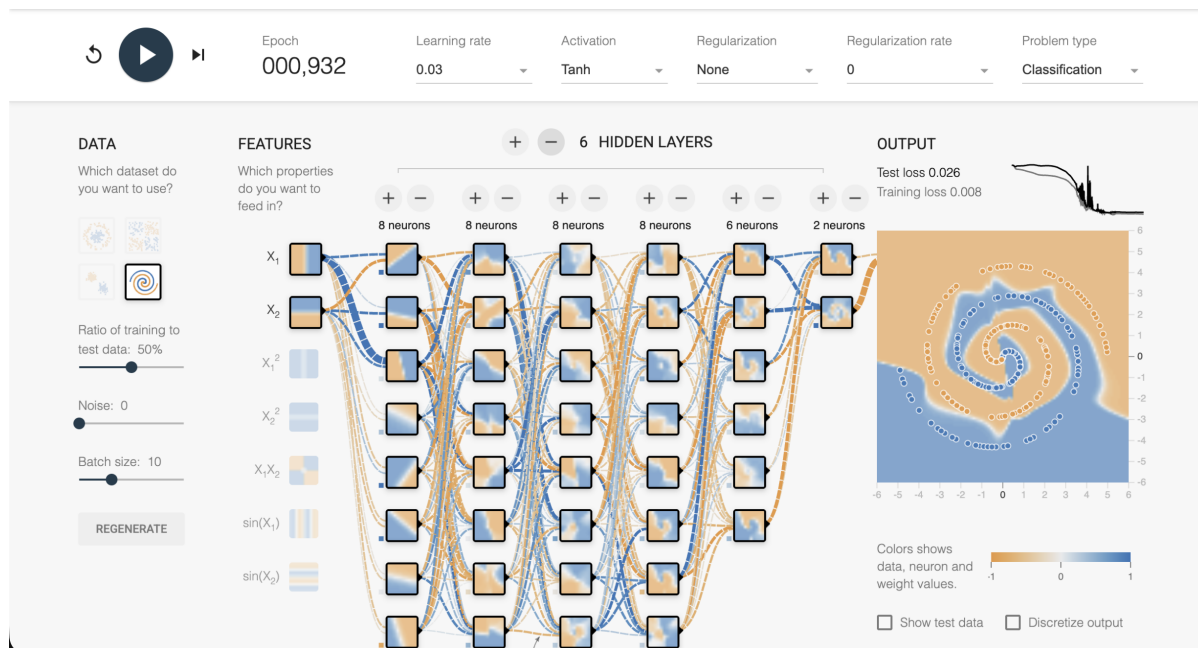 Epoch
000,932
Learning rate
0.03
Activation
Tanh
Regularization
None
Regularization rate
0
Problem type
Classification
DATA
Which dataset do
you want to use?
Ratio of training to
test data: 50%
Noise: 0
Batch size: 10
REGENERATE
FEATURES
Which properties
do you want to
feed in?
X₁
X₂
X₁²
X₂²
X₁X₂
sin(X₁)
sin(X₂)
+ − 6 HIDDEN LAYERS
+ − + − + − + − + − + −
8 neurons 8 neurons 8 neurons 8 neurons 6 neurons 2 neurons
OUTPUT
Test loss 0.026
Training loss 0.008
6
5
4
3
2
1
0
-1
-2
-3
-4
-5
-6
-6 -5 -4 -3 -2 -1 0 1 2 3 4 5 6
Colors shows
data, neuron and
weight values.
-1 0 1
Show test data
Discretize output